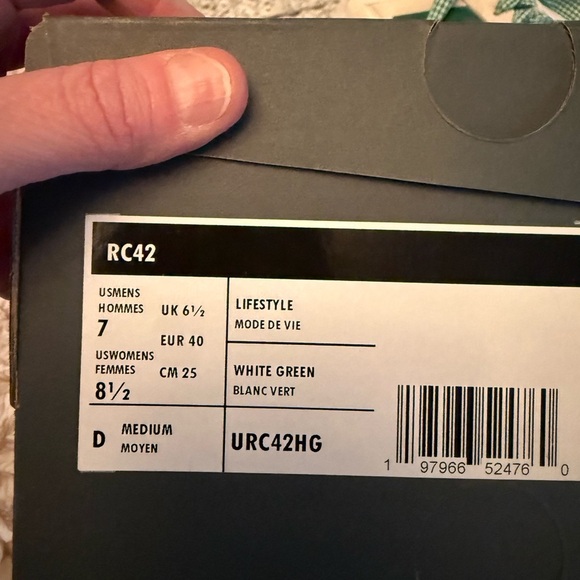 RC42
USMENS
HOMMES
7
UK 6½
EUR 40
USWOMENS
FEMMES
8½
CM 25
LIFESTYLE
MODE DE VIE
WHITE GREEN
BLANC VERT
D MEDIUM
MOYEN
URC42HG
1 97966 52476 0